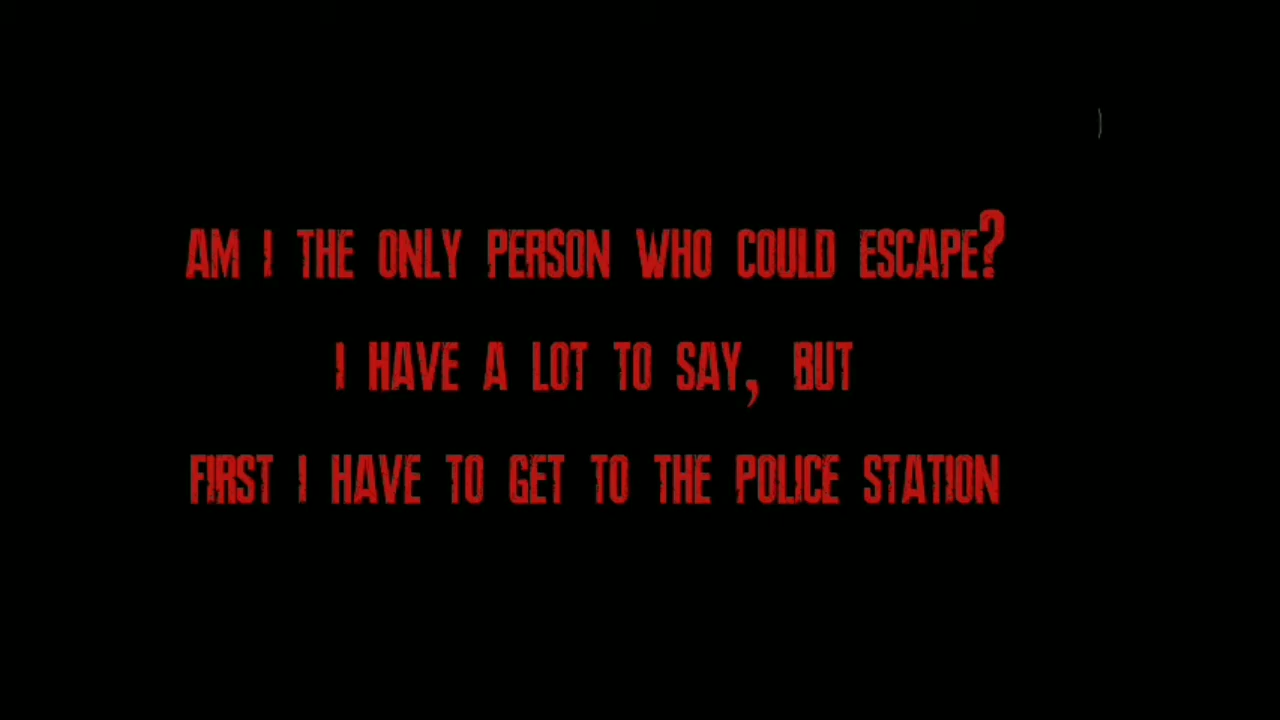 AM I THE ONLY PERSON WHO COULD ESCAPE?
I HAVE A LOT TO SAY, BUT
FIRST I HAVE TO GET TO THE POLICE STATION